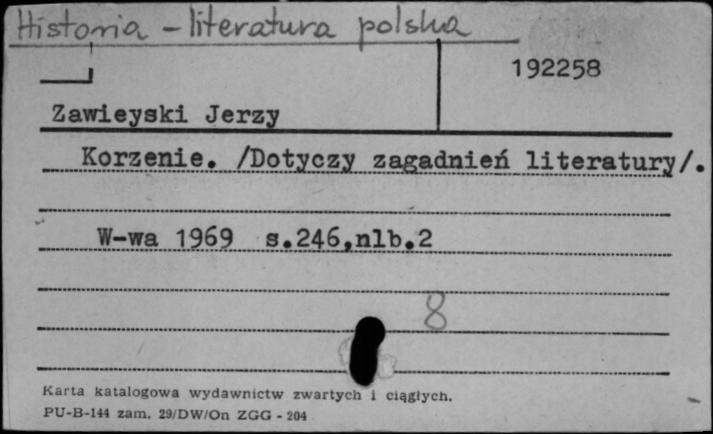 Historia - literatura polska
192258
Zawieyski Jerzy
Korzenie. /Dotyczy zagadnień literatury/.
W-wa 1969 s.246,nlb.2
8
Karta katalogowa wydawnictw zwartych i ciągłych.
PU-B-144 zam. 29/DW/On ZGG - 204